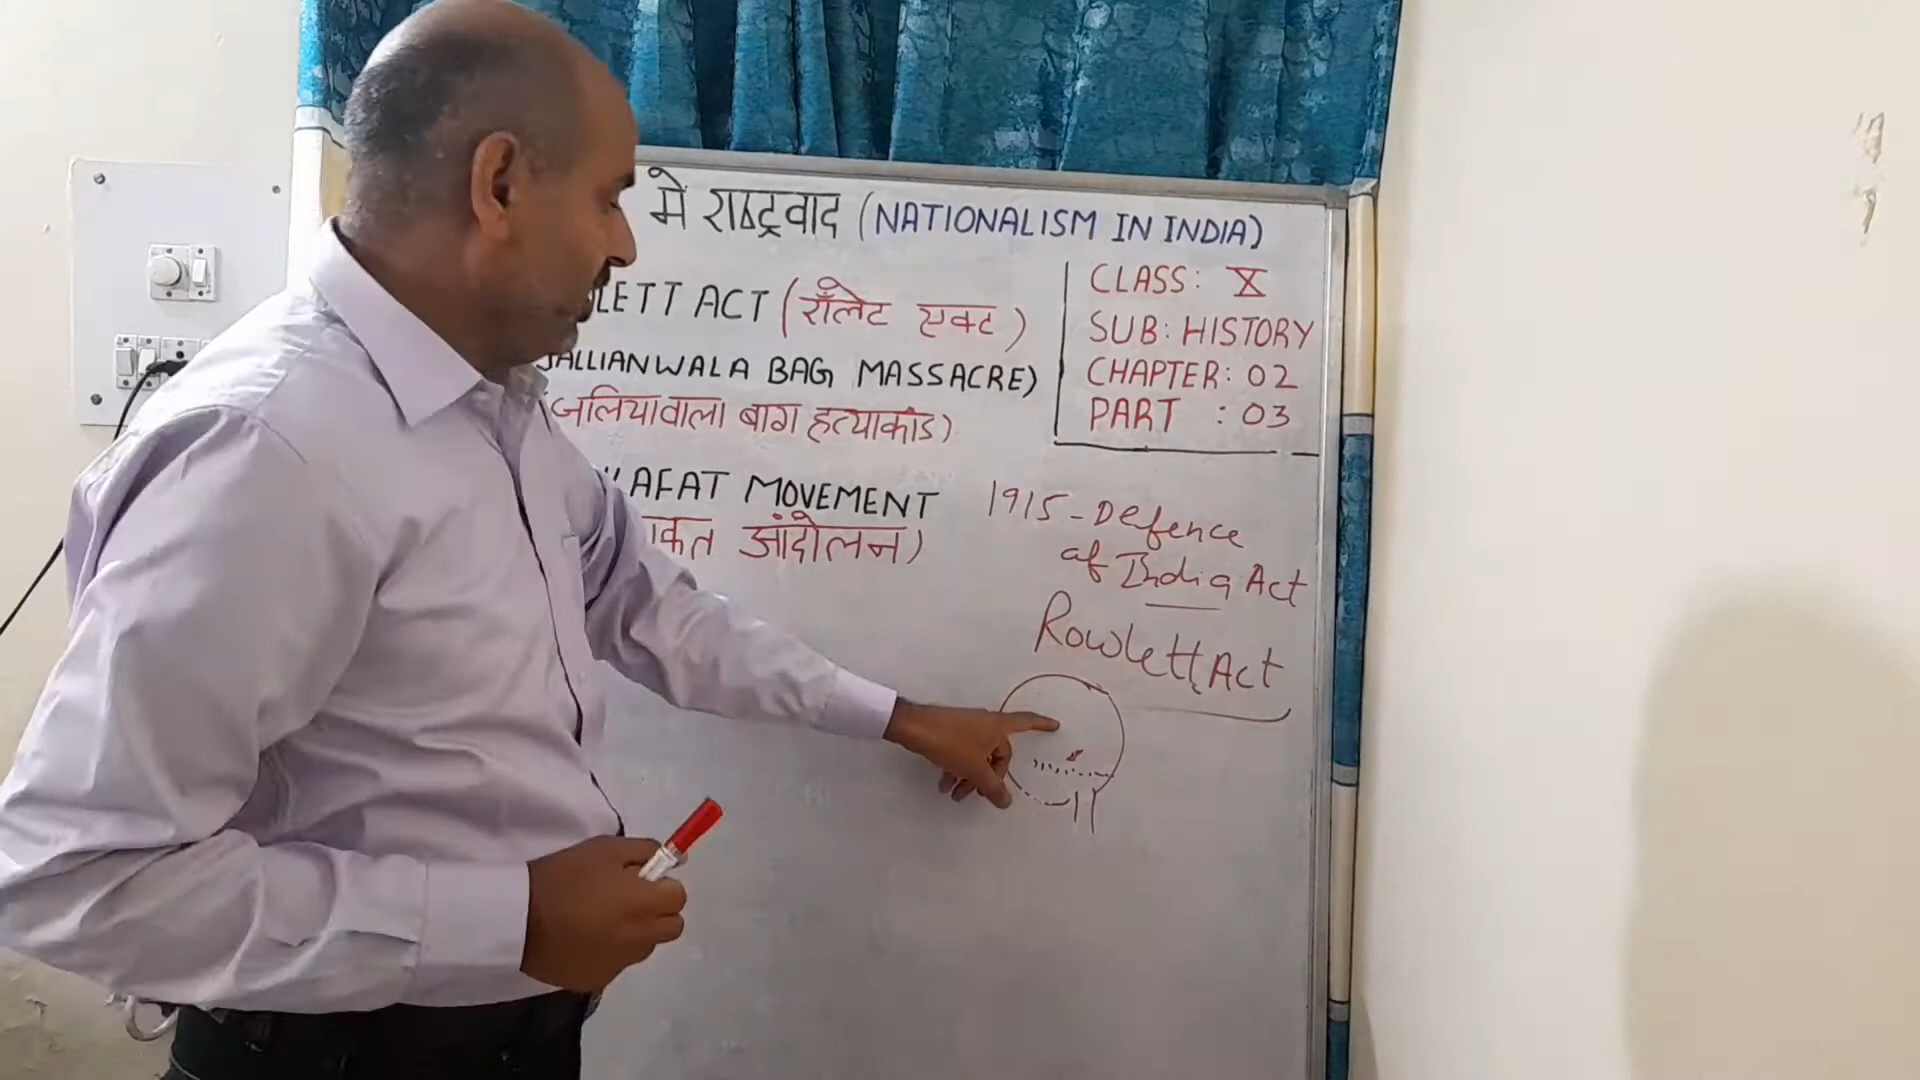 में राष्ट्रवाद (NATIONALISM IN INDIA)
LETT ACT (रॉलेट एक्ट)
JALLIANWALA BAG MASSACRE)
(जलियावाला बाग हत्याकांड)
AFAT MOVEMENT
आंदोलन)
CLASS: X
SUB: HISTORY
CHAPTER: 02
PART : 03
1915 - Defence
of India Act
Rowlett Act